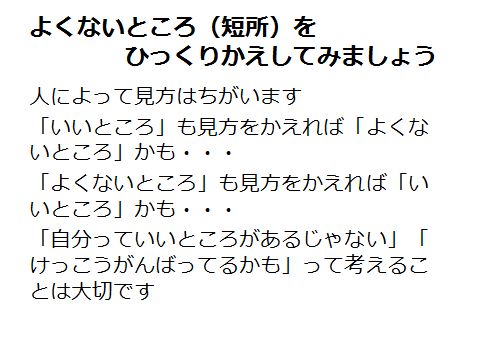 よくないところ（短所）を
ひっくりかえしてみましょう
人によって見方はちがいます
「いいところ」も見方をかえれば「よくな
いところ」かも・・・
「よくないところ」も見方をかえれば「い
いところ」かも・・・
「自分っていいところがあるじゃない」「
けっこうがんばってるかも」って考えるこ
とは大切です